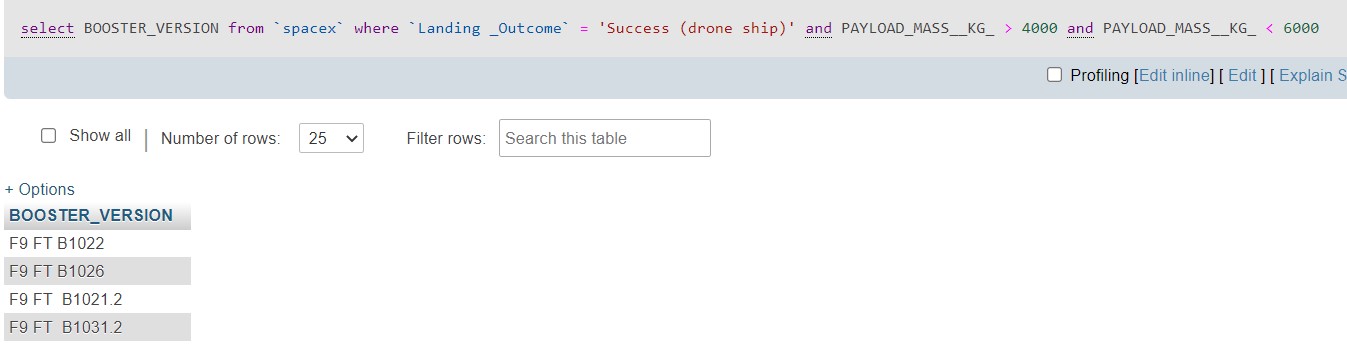 select BOOSTER_VERSION from `spacex` where `Landing _Outcome` = 'Success (drone ship)' and PAYLOAD_MASS__KG_ > 4000 and PAYLOAD_MASS__KG_ < 6000
Profiling [Edit inline] [ Edit ] [ Explain S
Show all | Number of rows: 25 Filter rows: Search this table
+ Options
BOOSTER_VERSION
F9 FT B1022
F9 FT B1026
F9 FT  B1021.2
F9 FT  B1031.2